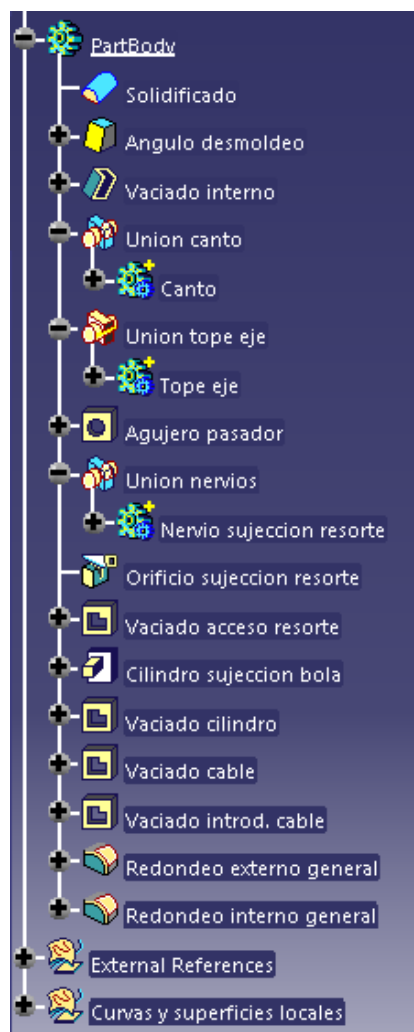 PartBody
Solidificado
Angulo desmoldeo
Vaciado interno
Union canto
Canto
Union tope eje
Tope eje
Agujero pasador
Union nervios
Nervio sujeccion resorte
Orificio sujeccion resorte
Vaciado acceso resorte
Cilindro sujeccion bola
Vaciado cilindro
Vaciado cable
Vaciado introd. cable
Redondeo externo general
Redondeo interno general
External References
Curvas y superficies locales